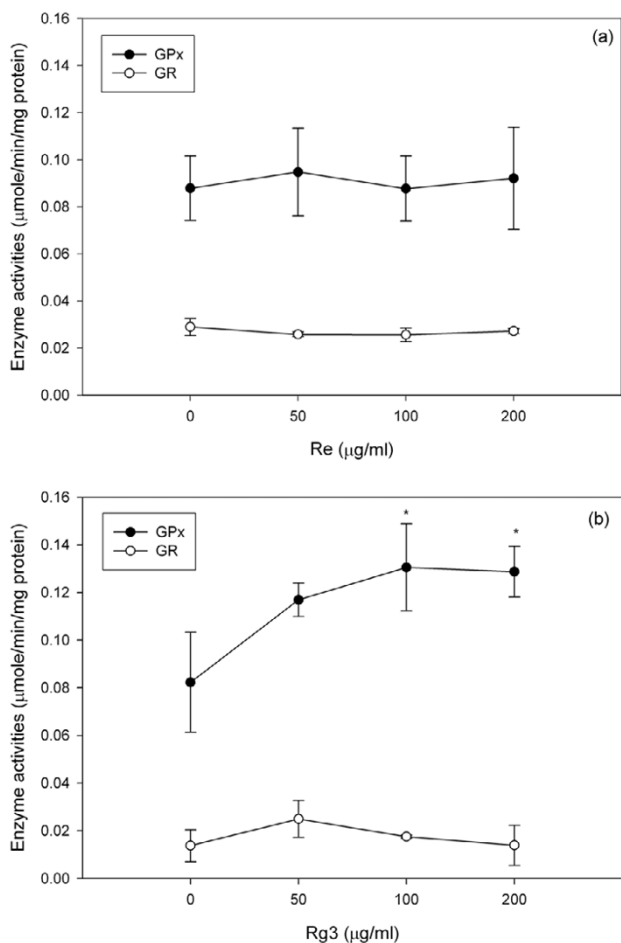 (a)
GPx
GR
Enzyme activities (μmole/min/mg protein)
0.16
0.14
0.12
0.10
0.08
0.06
0.04
0.02
0.00
0 50 100 200
Re (μg/ml)
(b)
GPx
GR
Enzyme activities (μmole/min/mg protein)
0.16
0.14
0.12
0.10
0.08
0.06
0.04
0.02
0.00
* *
0 50 100 200
Rg3 (μg/ml)